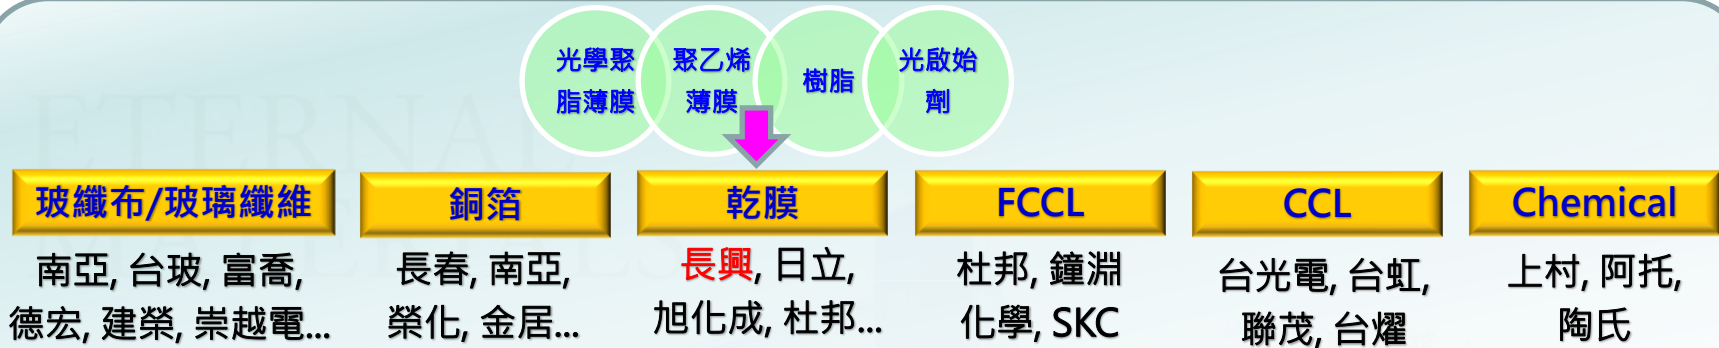 光學聚
脂薄膜
聚乙烯
薄膜
樹脂
光啟始
劑
玻纖布/玻璃纖維
南亞, 台玻, 富喬,
德宏, 建榮, 崇越電...
銅箔
長春, 南亞,
榮化, 金居...
乾膜
長興, 日立,
旭化成, 杜邦...
FCCL
杜邦, 鐘淵
化學, SKC
CCL
台光電, 台虹,
聯茂, 台燿
Chemical
上村, 阿托,
陶氏
ETERNAL
MATERIALS